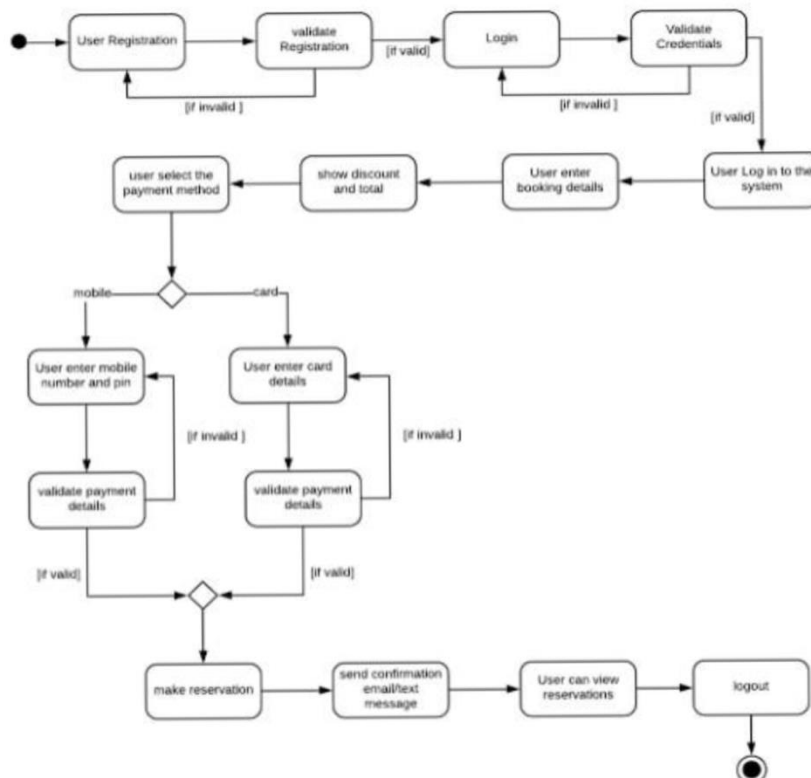 User Registration
validate
Registration
[if valid]
Login
Validate
Credentials
[if invalid ]
[if invalid ]
[if valid]
user select the
payment method
show discount
and total
User enter
booking details
User Log in to the
system
mobile
card
User enter mobile
number and pin
User enter card
details
[if invalid ]
[if invalid ]
validate payment
details
validate payment
details
[if valid]
[if valid]
make reservation
send confirmation
email/text
message
User can view
reservations
logout